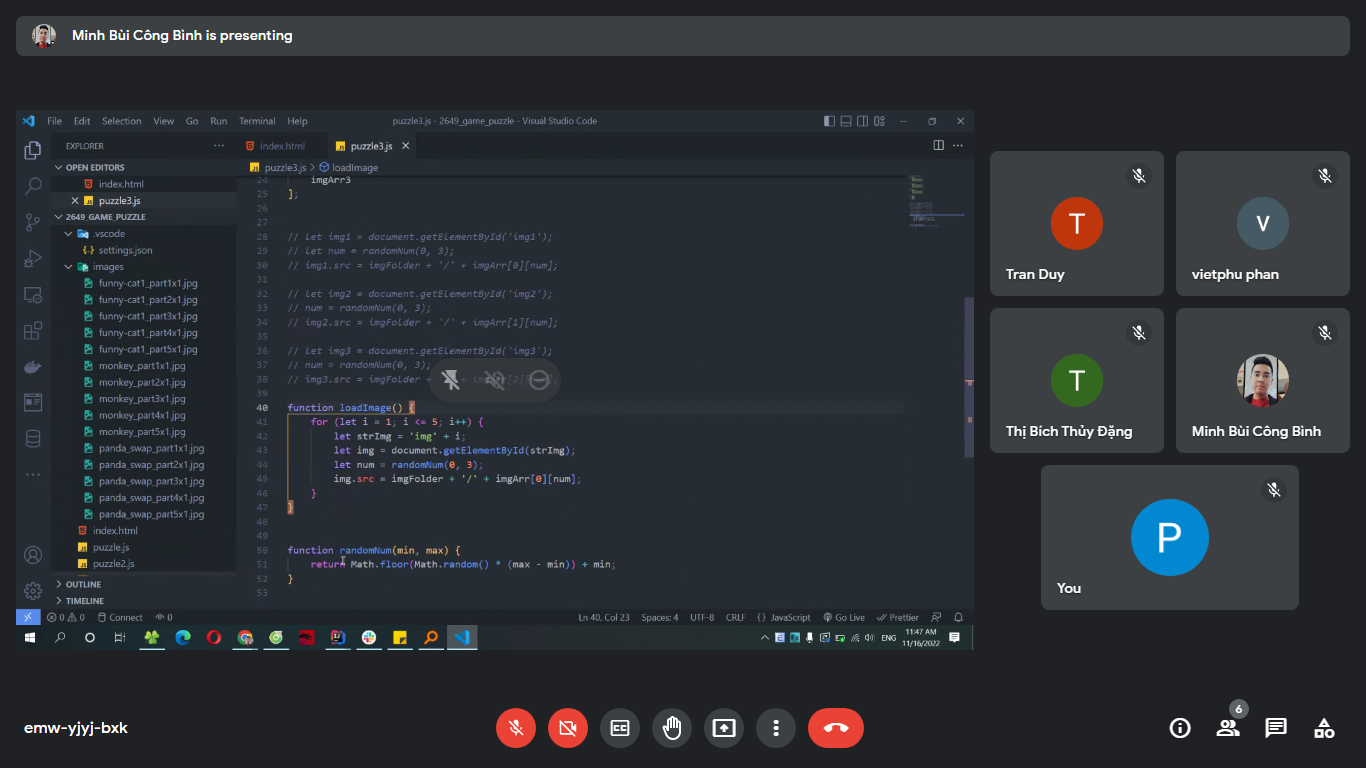 Minh Bùi Công Bình is presenting
File Edit Selection View Go Run Terminal Help
puzzle3.js - 2649_game_puzzle - Visual Studio Code
EXPLORER
index.html
puzzle3.js
OPEN EDITORS
index.html
puzzle3.js
2649_GAME_PUZZLE
.vscode
settings.json
images
funny-cat1_part1x1.jpg
funny-cat1_part2x1.jpg
funny-cat1_part3x1.jpg
funny-cat1_part4x1.jpg
funny-cat1_part5x1.jpg
monkey_part1x1.jpg
monkey_part2x1.jpg
monkey_part3x1.jpg
monkey_part4x1.jpg
monkey_part5x1.jpg
panda_swap_part1x1.jpg
panda_swap_part2x1.jpg
panda_swap_part3x1.jpg
panda_swap_part4x1.jpg
panda_swap_part5x1.jpg
index.html
puzzle.js
puzzle2.js
OUTLINE
TIMELINE
puzzle3.js > loadImage
24 imgArr3
25 ];
26
27
28 // let img1 = document.getElementById('img1');
29 // let num = randomNum(0, 3);
30 // img1.src = imgFolder + '/' + imgArr[0][num];
31
32 // let img2 = document.getElementById('img2');
33 // num = randomNum(0, 3);
34 // img2.src = imgFolder + '/' + imgArr[1][num];
35
36 // let img3 = document.getElementById('img3');
37 // num = randomNum(0, 3);
38 // img3.src = imgFolder + [2][num];
39
40 function loadImage() {
41 for (let i = 1; i <= 5; i++) {
42 let strImg = 'img' + i;
43 let img = document.getElementById(strImg);
44 let num = randomNum(0, 3);
45 img.src = imgFolder + '/' + imgArr[0][num];
46 }
47 }
48
49
50 function randomNum(min, max) {
51 return Math.floor(Math.random() * (max - min)) + min;
52 }
53
0 0 Connect 0
Ln 40, Col 23 Spaces: 4 UTF-8 CRLF {} JavaScript Go Live Prettier
ENG
11:47 AM
11/16/2022
T
Tran Duy
V
vietphu phan
T
Thị Bích Thủy Đặng
Minh Bùi Công Bình
P
You
emw-yjyj-bxk
6